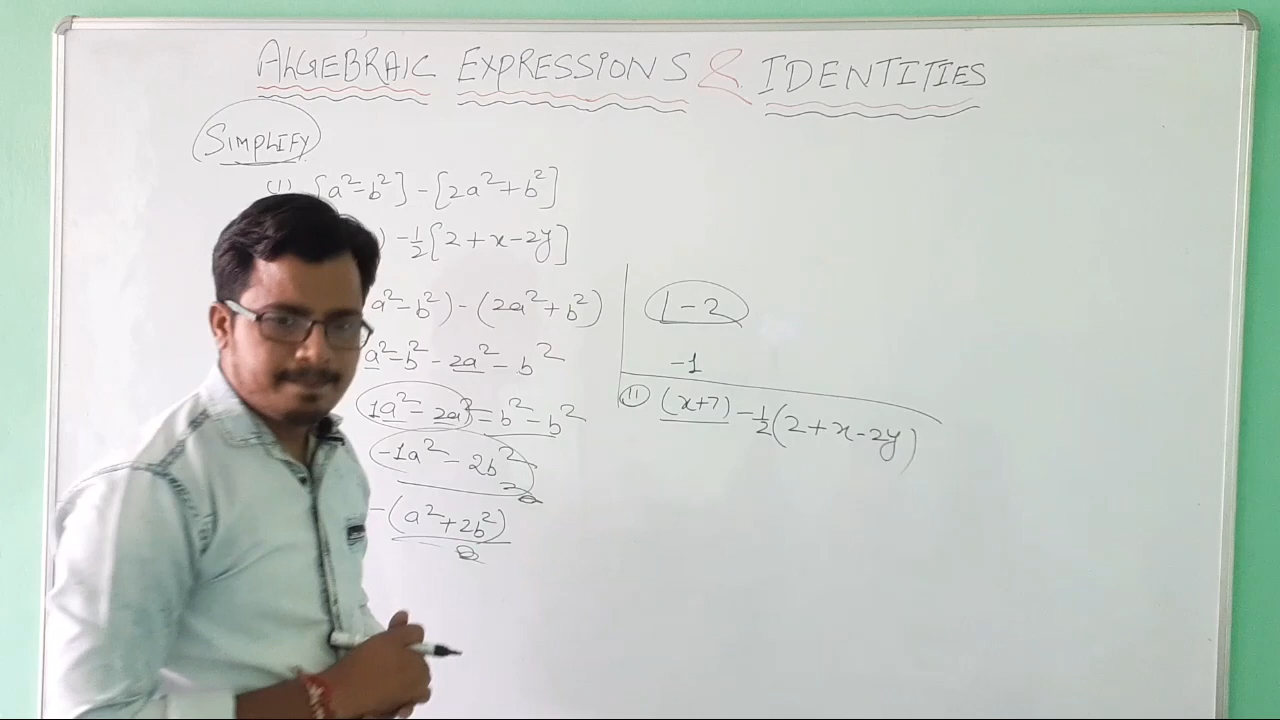 ALGEBRAIC EXPRESSIONS & IDENTITIES
SIMPLIFY
(1) [a²-b²] - [2a²+b²]
) -½[2+x-2y]
a²-b²) - (2a²+b²)
a²-b²-2a²-b²
1a²-2a²-b²-b²
-1a²-2b²
-(a²+2b²)
1-2
-1
(11) (x+7) -½(2+x-2y)